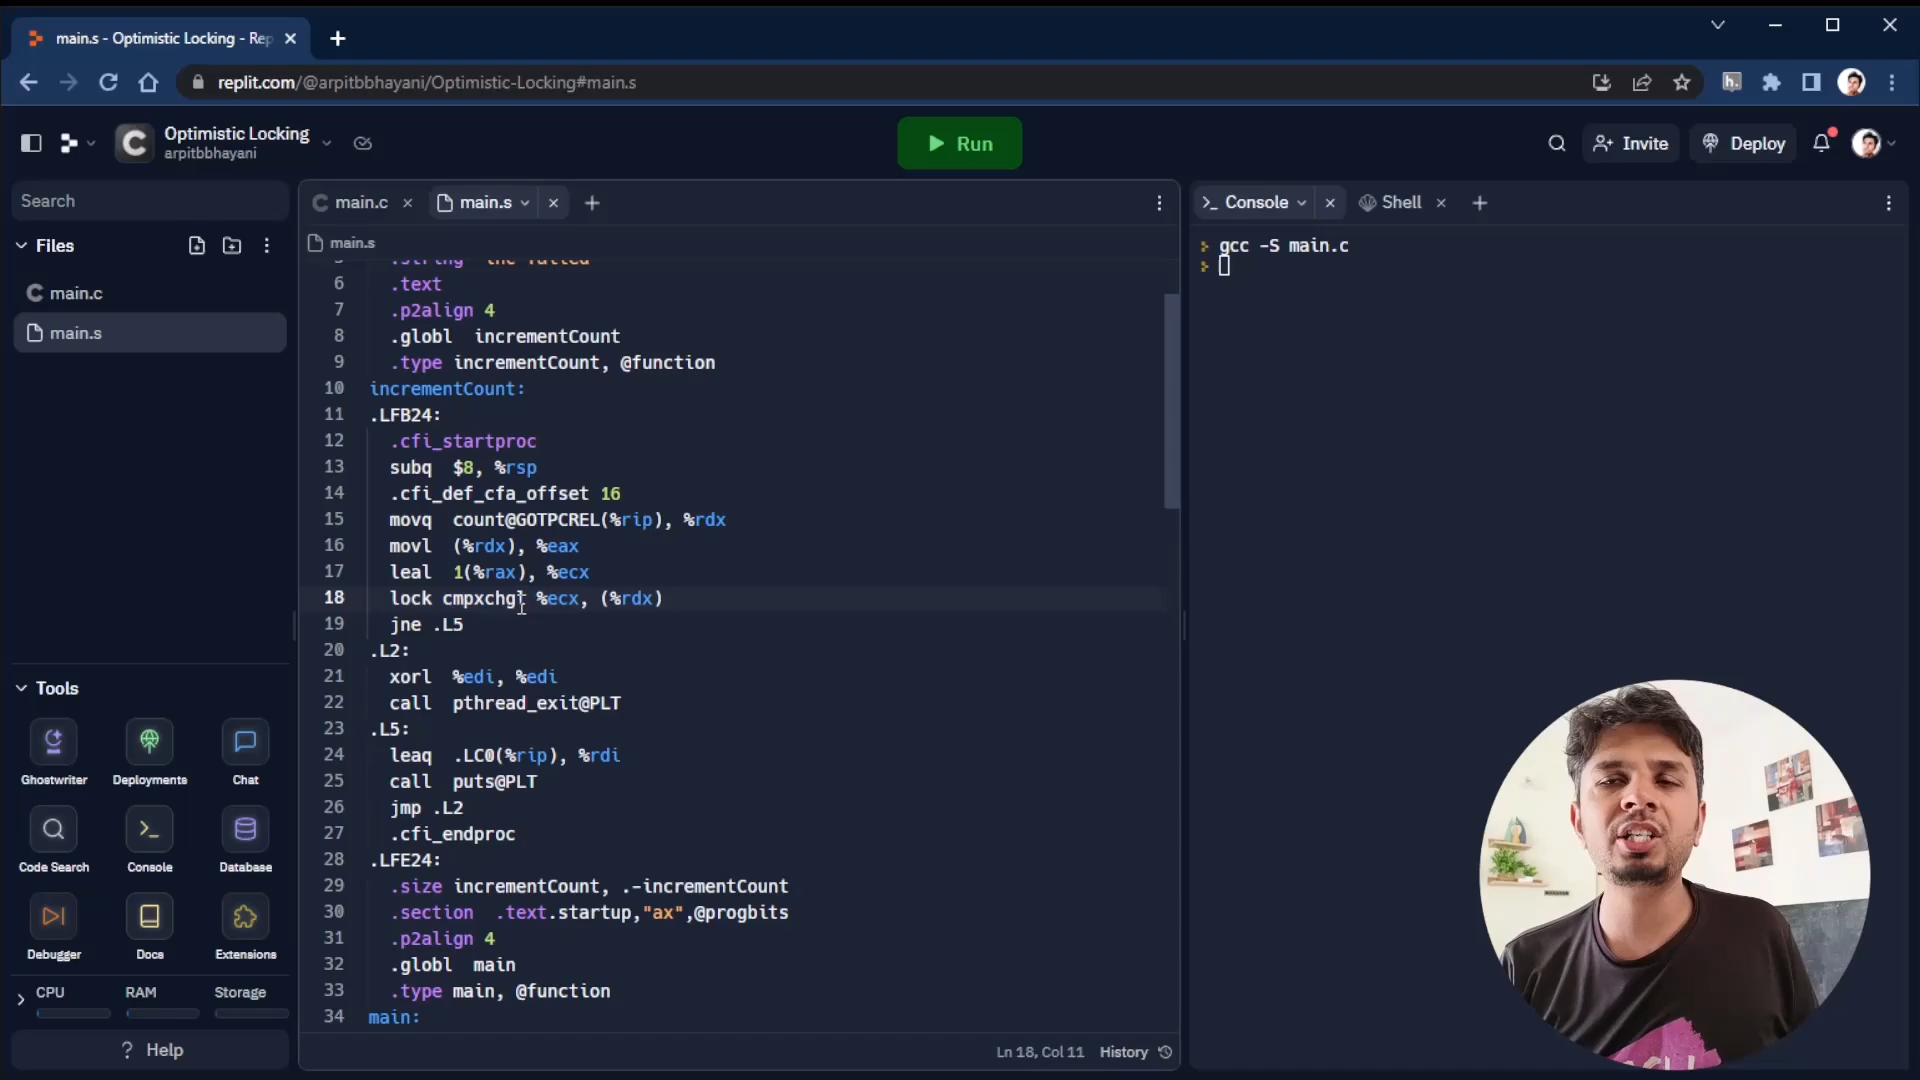 main.s - Optimistic Locking - Rep
replit.com/@arpitbbhayani/Optimistic-Locking#main.s
h.
C
Optimistic Locking
arpitbbhayani
Run
Invite
Deploy
Search
Files
main.c
main.s
main.c
main.s
main.s
6 .text
7 .p2align 4
8 .globl incrementCount
9 .type incrementCount, @function
10 incrementCount:
11 .LFB24:
12 .cfi_startproc
13 subq $8, %rsp
14 .cfi_def_cfa_offset 16
15 movq count@GOTPCREL(%rip), %rdx
16 movl (%rdx), %eax
17 leal 1(%rax), %ecx
18 lock cmpxchgl %ecx, (%rdx)
19 jne .L5
20 .L2:
21 xorl %edi, %edi
22 call pthread_exit@PLT
23 .L5:
24 leaq .LC0(%rip), %rdi
25 call puts@PLT
26 jmp .L2
27 .cfi_endproc
28 .LFE24:
29 .size incrementCount, .-incrementCount
30 .section .text.startup,"ax",@progbits
31 .p2align 4
32 .globl main
33 .type main, @function
34 main:
Ln 18, Col 11 History
Console
Shell
gcc -S main.c
Tools
Ghostwriter
Deployments
Chat
Code Search
Console
Database
Debugger
Docs
Extensions
CPU
RAM
Storage
? Help